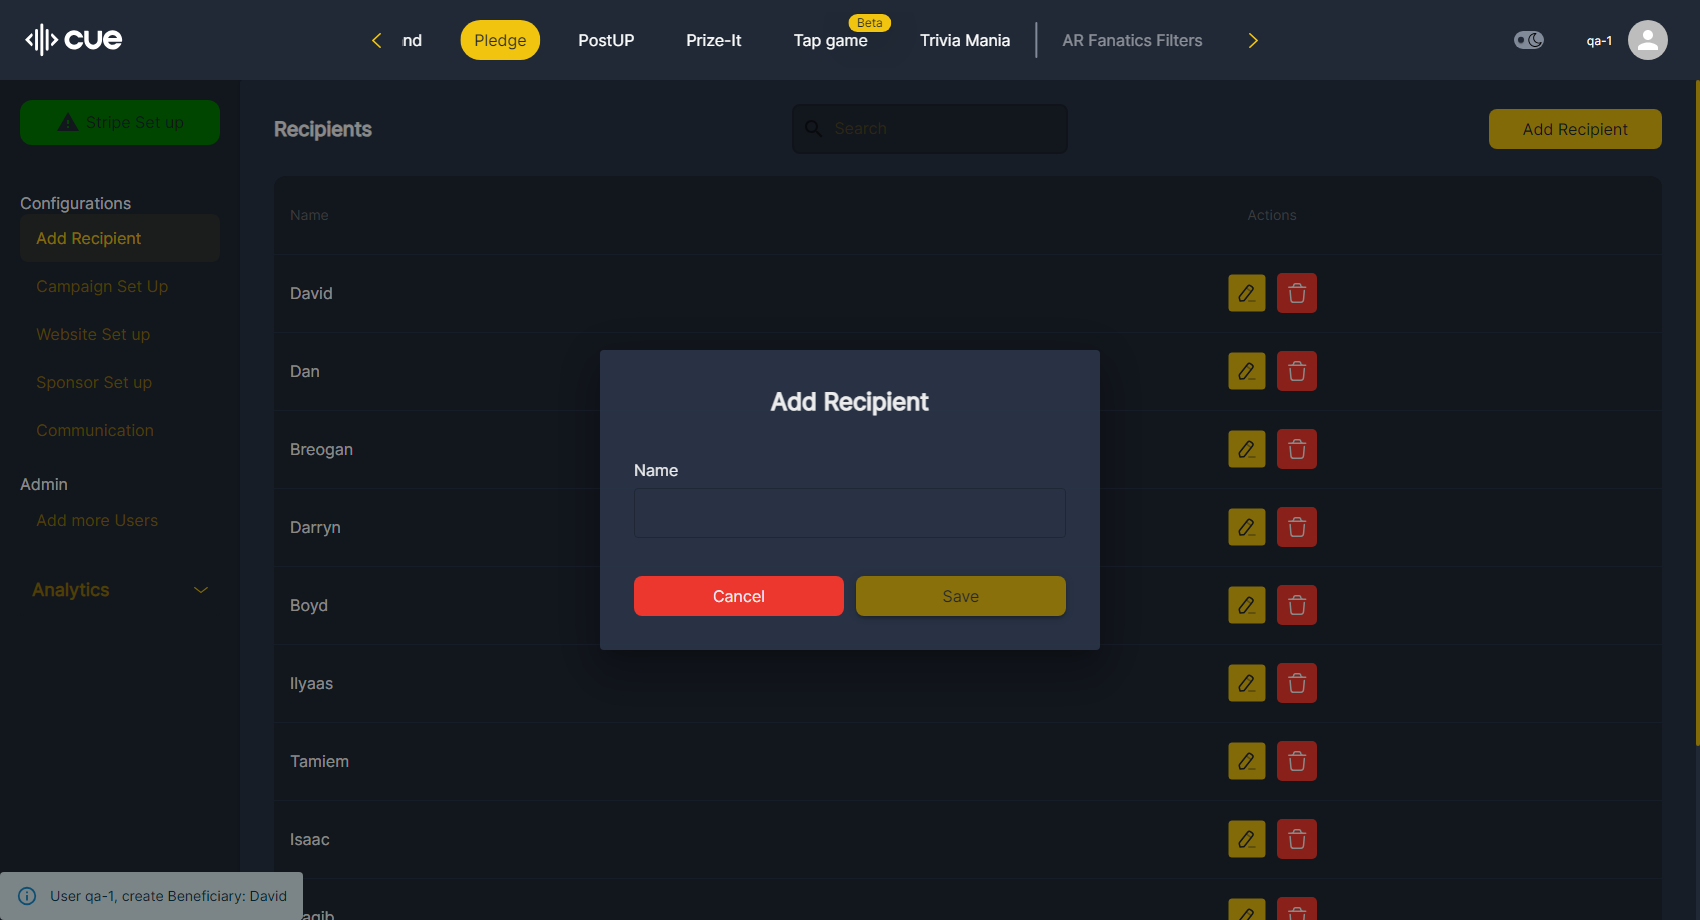 cue
Pledge
PostUP
Prize-It
Tap game
Beta
Trivia Mania
AR Fanatics Filters
qa-1
Stripe Set up
Recipients
Search
Add Recipient
Configurations
Add Recipient
Campaign Set Up
Website Set up
Sponsor Set up
Communication
Admin
Add more Users
Analytics
Name
Actions
David
Dan
Breogan
Darryn
Boyd
Ilyaas
Tamiem
Isaac
Add Recipient
Name
Cancel
Save
User qa-1, create Beneficiary: David